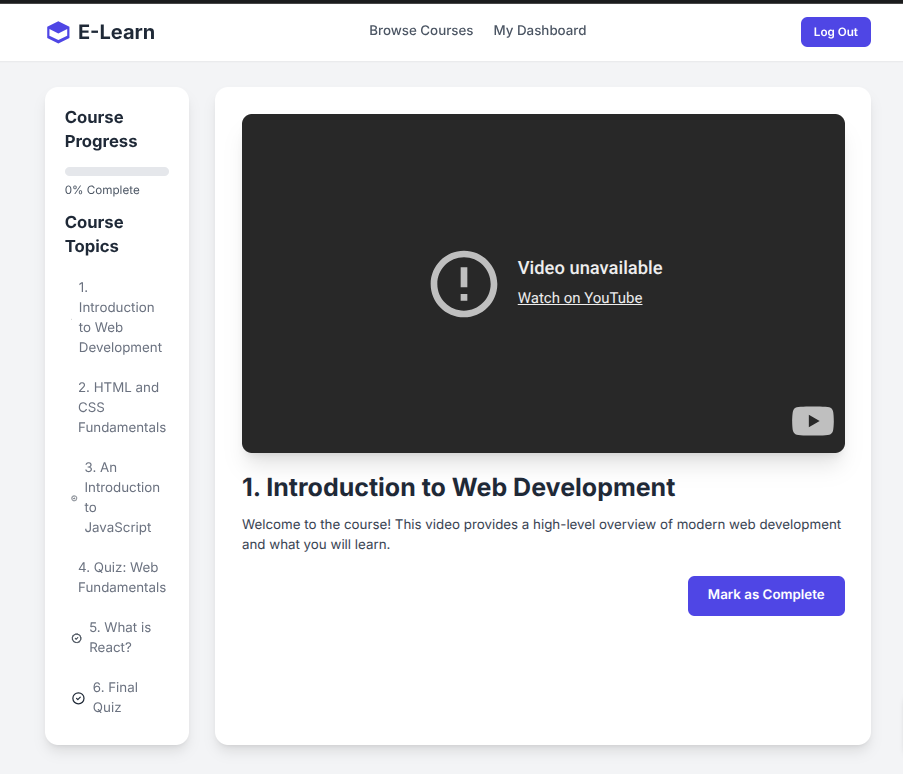 E-Learn
Browse Courses
My Dashboard
Log Out
Course
Progress
0% Complete
Course
Topics
1.
Introduction
to Web
Development
2. HTML and
CSS
Fundamentals
3. An
Introduction
to
JavaScript
4. Quiz: Web
Fundamentals
5. What is
React?
6. Final
Quiz
Video unavailable
Watch on YouTube
1. Introduction to Web Development
Welcome to the course! This video provides a high-level overview of modern web development
and what you will learn.
Mark as Complete